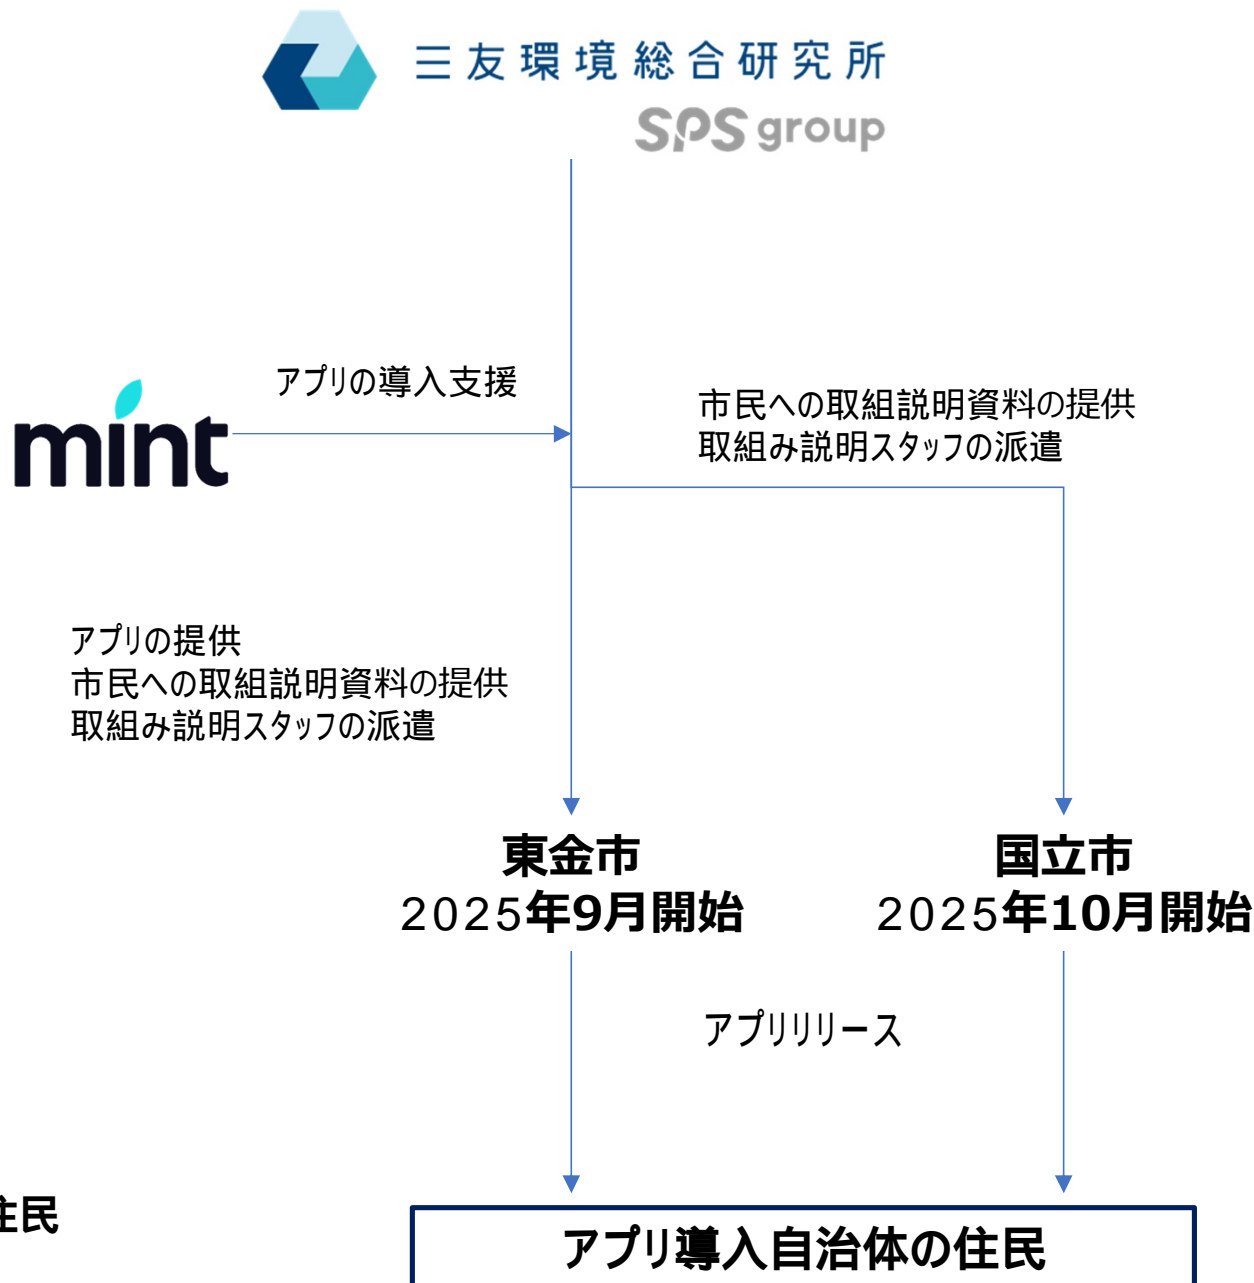 三友環境総合研究所
SPS group
アプリの導入支援
mint
市民への取組説明資料の提供
取組み説明スタッフの派遣
アプリの提供
市民への取組説明資料の提供
取組み説明スタッフの派遣
東金市
2025年9月開始
国立市
2025年10月開始
アプリリリース
住民
アプリ導入自治体の住民